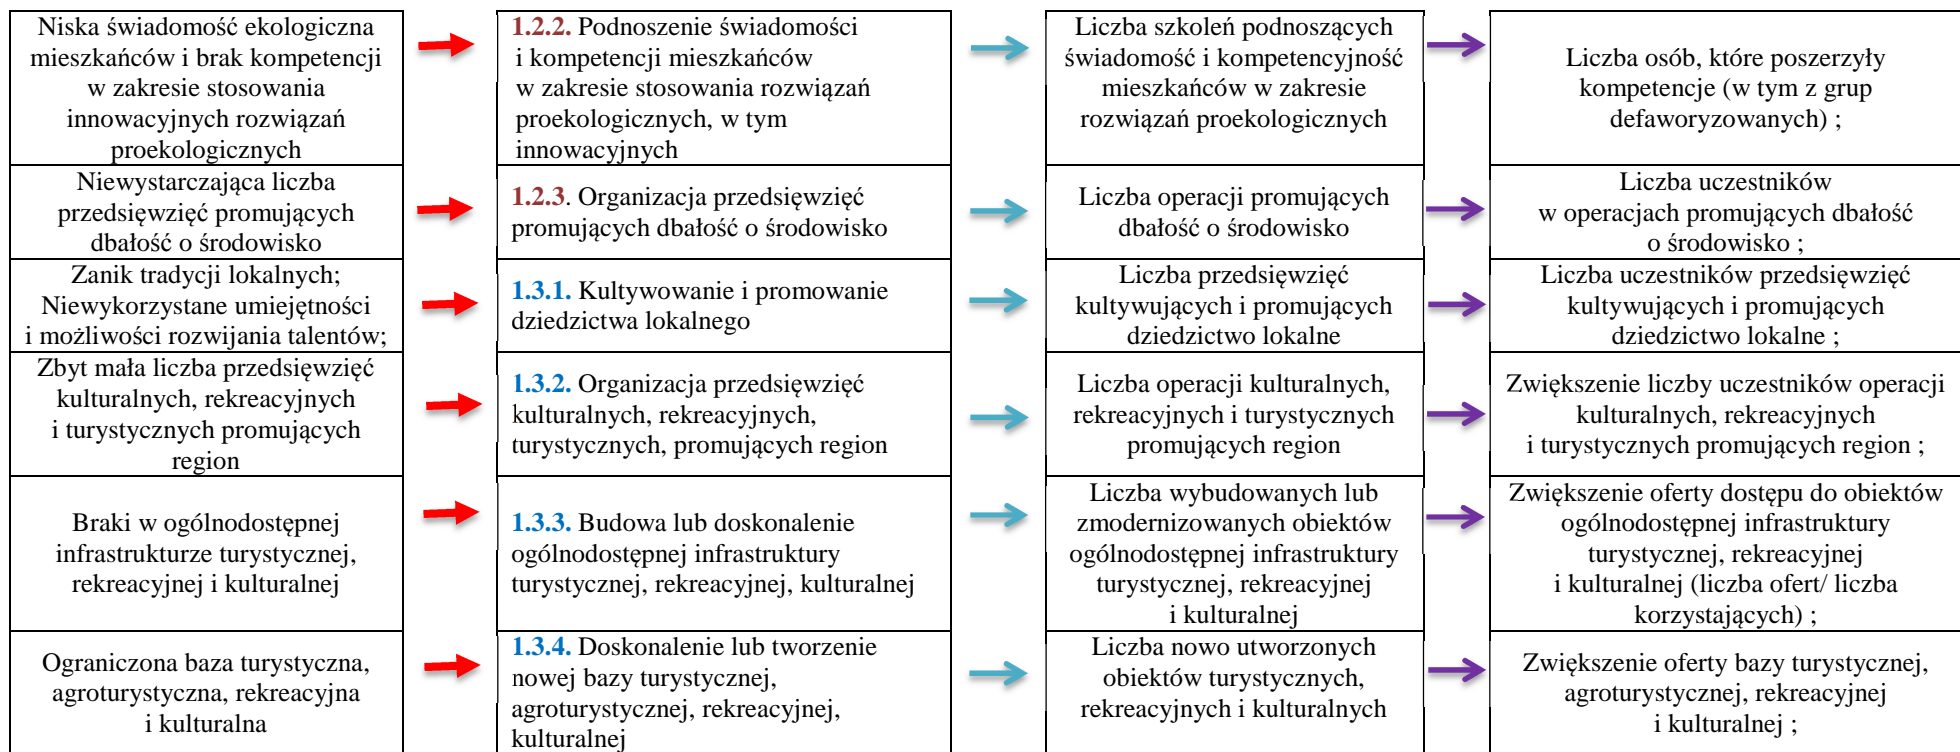 Niska świadomość ekologiczna
mieszkańców i brak kompetencji
w zakresie stosowania
innowacyjnych rozwiązań
proekologicznych
1.2.2. Podnoszenie świadomości
i kompetencji mieszkańców
w zakresie stosowania rozwiązań
proekologicznych, w tym
innowacyjnych
Liczba szkoleń podnoszących
świadomość i kompetencyjność
mieszkańców w zakresie
rozwiązań proekologicznych
Liczba osób, które poszerzyły
kompetencje (w tym z grup
defaworyzowanych) ;
Niewystarczająca liczba
przedsięwzięć promujących
dbałość o środowisko
1.2.3. Organizacja przedsięwzięć
promujących dbałość o środowisko
Liczba operacji promujących
dbałość o środowisko
Liczba uczestników
w operacjach promujących dbałość
o środowisko ;
Zanik tradycji lokalnych;
Niewykorzystane umiejętności
i możliwości rozwijania talentów;
1.3.1. Kultywowanie i promowanie
dziedzictwa lokalnego
Liczba przedsięwzięć
kultywujących i promujących
dziedzictwo lokalne
Liczba uczestników przedsięwzięć
kultywujących i promujących
dziedzictwo lokalne ;
Zbyt mała liczba przedsięwzięć
kulturalnych, rekreacyjnych
i turystycznych promujących
region
1.3.2. Organizacja przedsięwzięć
kulturalnych, rekreacyjnych,
turystycznych, promujących region
Liczba operacji kulturalnych,
rekreacyjnych i turystycznych
promujących region
Zwiększenie liczby uczestników operacji
kulturalnych, rekreacyjnych
i turystycznych promujących region ;
Braki w ogólnodostępnej
infrastrukturze turystycznej,
rekreacyjnej i kulturalnej
1.3.3. Budowa lub doskonalenie
ogólnodostępnej infrastruktury
turystycznej, rekreacyjnej, kulturalnej
Liczba wybudowanych lub
zmodernizowanych obiektów
ogólnodostępnej infrastruktury
turystycznej, rekreacyjnej
i kulturalnej
Zwiększenie oferty dostępu do obiektów
ogólnodostępnej infrastruktury
turystycznej, rekreacyjnej
i kulturalnej (liczba ofert/ liczba
korzystających) ;
Ograniczona baza turystyczna,
agroturystyczna, rekreacyjna
i kulturalna
1.3.4. Doskonalenie lub tworzenie
nowej bazy turystycznej,
agroturystycznej, rekreacyjnej,
kulturalnej
Liczba nowo utworzonych
obiektów turystycznych,
rekreacyjnych i kulturalnych
Zwiększenie oferty bazy turystycznej,
agroturystycznej, rekreacyjnej
i kulturalnej ;